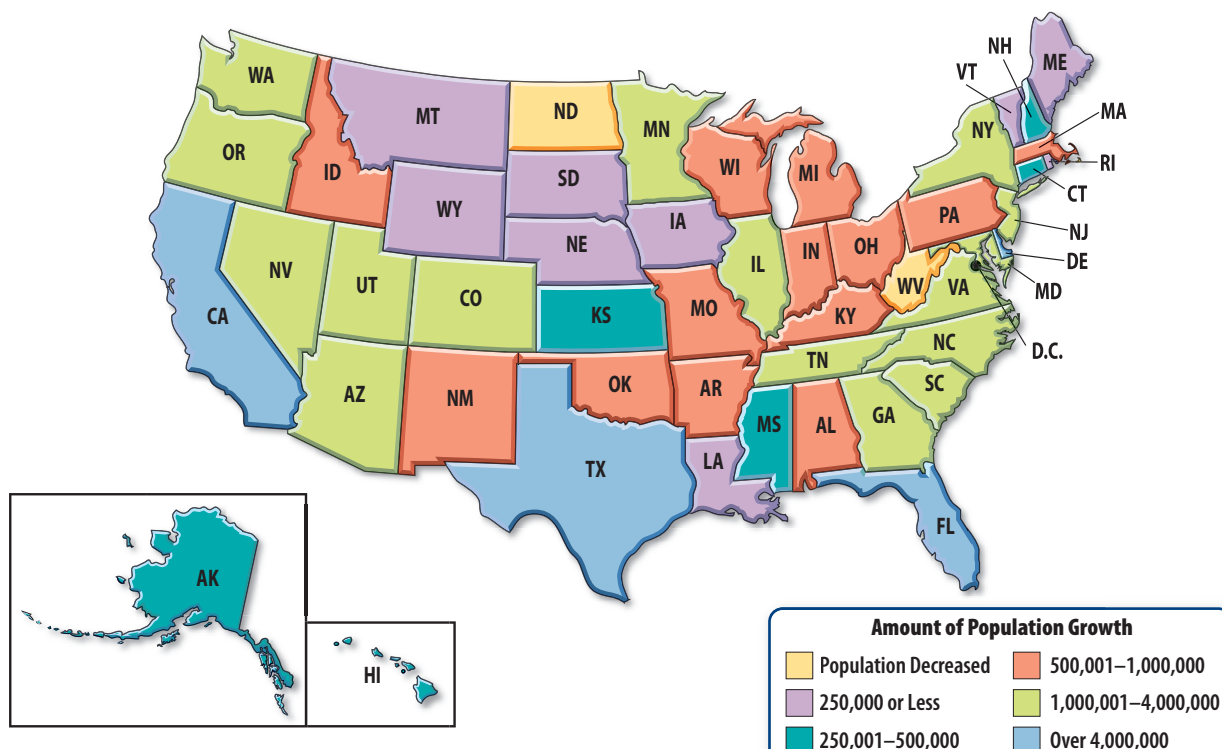 NH
ME
VT
WA
MT
ND
MA
MN
NY
OR
ID
SD
WI
MI
RI
WY
CT
PA
IA
NJ
NE
OH
IN
IL
NV
DE
UT
WV
VA
MD
CO
CA
KS
MO
KY
NC
D.C.
TN
OK
AR
SC
AZ
NM
GA
MS
AL
LA
TX
FL
AK
HI
Amount of Population Growth
Population Decreased
250,000 or Less
250,001–500,000
500,001–1,000,000
1,000,001–4,000,000
Over 4,000,000